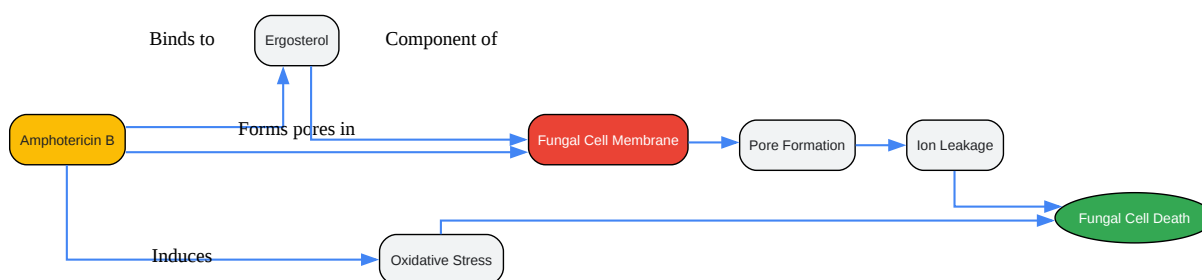 Binds to
Ergosterol
Component of
Amphotericin B
Forms pores in
Fungal Cell Membrane
Pore Formation
Ion Leakage
Fungal Cell Death
Induces
Oxidative Stress